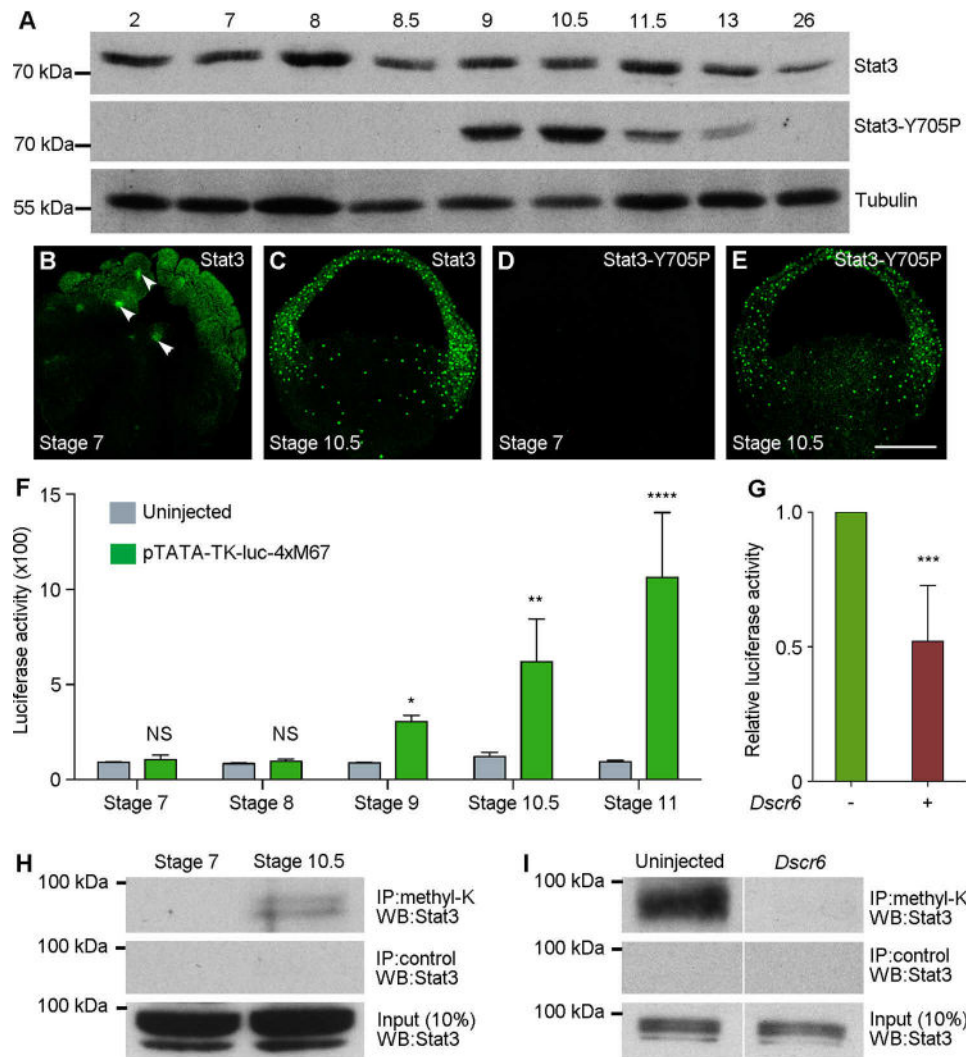 A 2 7 8 8.5 9 10.5 11.5 13 26
70 kDa Stat3
70 kDa Stat3-Y705P
55 kDa Tubulin
B Stat3 C Stat3 D Stat3-Y705P E Stat3-Y705P
Stage 7 Stage 10.5 Stage 7 Stage 10.5
F
Luciferase activity (x100)
15
10
5
0
Uninjected
pTATA-TK-luc-4xM67
NS NS * ** ****
Stage 7 Stage 8 Stage 9 Stage 10.5 Stage 11
G
Relative luciferase activity
1.0
0.5
0
***
- +
Dscr6
H Stage 7 Stage 10.5
100 kDa IP:methyl-K
WB:Stat3
100 kDa IP:control
WB:Stat3
100 kDa Input (10%)
WB:Stat3
I Uninjected Dscr6
100 kDa IP:methyl-K
WB:Stat3
100 kDa IP:control
WB:Stat3
100 kDa Input (10%)
WB:Stat3